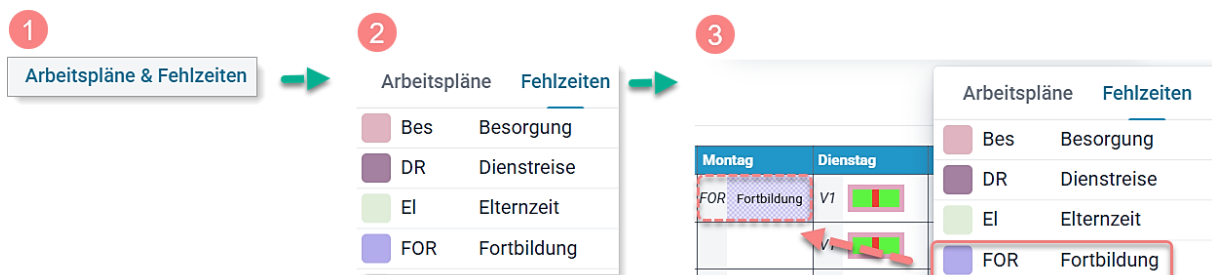 1
Arbeitspläne & Fehlzeiten
2
Arbeitspläne Fehlzeiten
Bes Besorgung
DR Dienstreise
El Elternzeit
FOR Fortbildung
3
Arbeitspläne Fehlzeiten
Bes Besorgung
DR Dienstreise
El Elternzeit
FOR Fortbildung
Montag Dienstag
FOR Fortbildung V1
V1